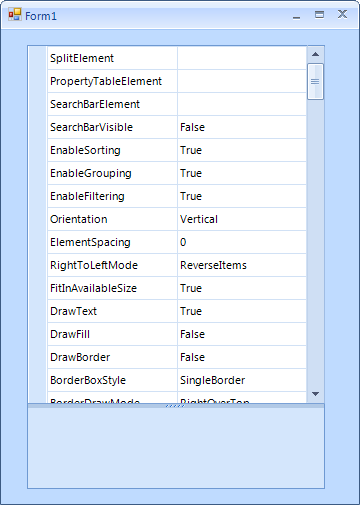 Form1
SplitElement
PropertyTableElement
SearchBarElement
SearchBarVisible False
EnableSorting True
EnableGrouping True
EnableFiltering True
Orientation Vertical
ElementSpacing 0
RightToLeftMode ReverseItems
FitInAvailableSize True
DrawText True
DrawFill False
DrawBorder False
BorderBoxStyle SingleBorder
BorderDrawMode RightOverTop